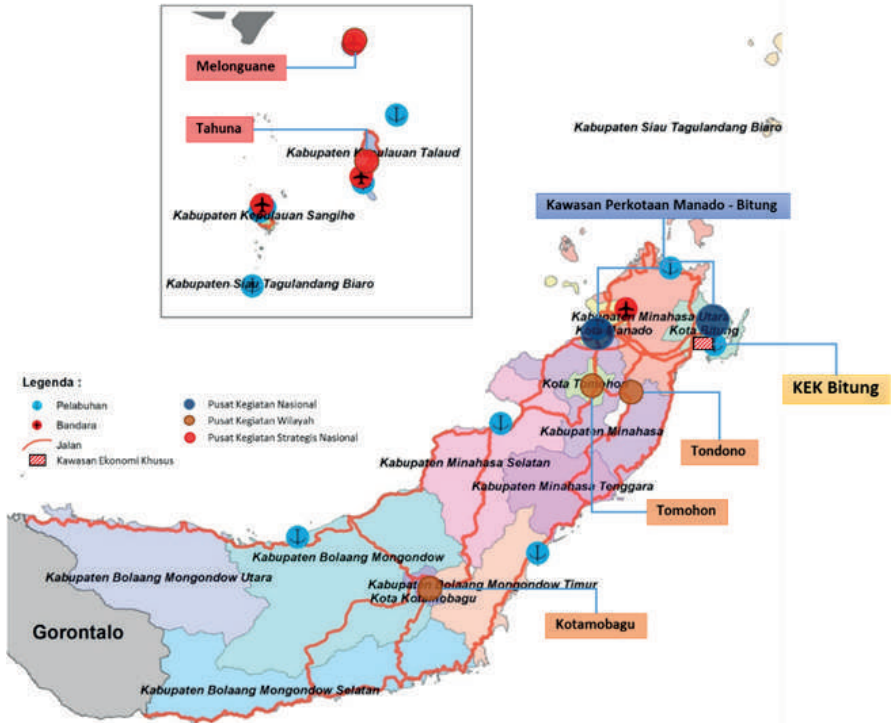 Melonguane
Tahuna
Kabupaten Kepulauan Talaud
Kabupaten Kepulauan Sangihe
Kabupaten Siau Tagulandang Biaro
Kabupaten Siau Tagulandang Biaro
Kawasan Perkotaan Manado - Bitung
Kabupaten Minahasa Utara
Kota Manado
Kota Bitung
KEK Bitung
Kota Tomohon
Kabupaten Minahasa
Tondono
Kabupaten Minahasa Selatan
Kabupaten Minahasa Tenggara
Tomohon
Legenda :
Pelabuhan
Bandara
Jalan
Kawasan Ekonomi Khusus
Pusat Kegiatan Nasional
Pusat Kegiatan Wilayah
Pusat Kegiatan Strategis Nasional
Kabupaten Bolaang Mongondow
Kabupaten Bolaang Mongondow Utara
Kabupaten Bolaang Mongondow Timur
Kota Kotamobagu
Kotamobagu
Gorontalo
Kabupaten Bolaang Mongondow Selatan